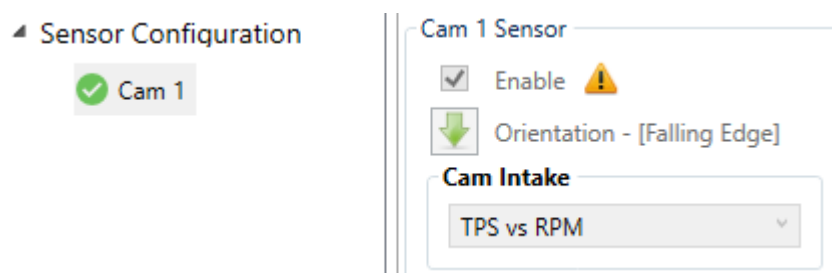 Sensor Configuration
Cam 1
Cam 1 Sensor
Enable
Orientation - [Falling Edge]
Cam Intake
TPS vs RPM